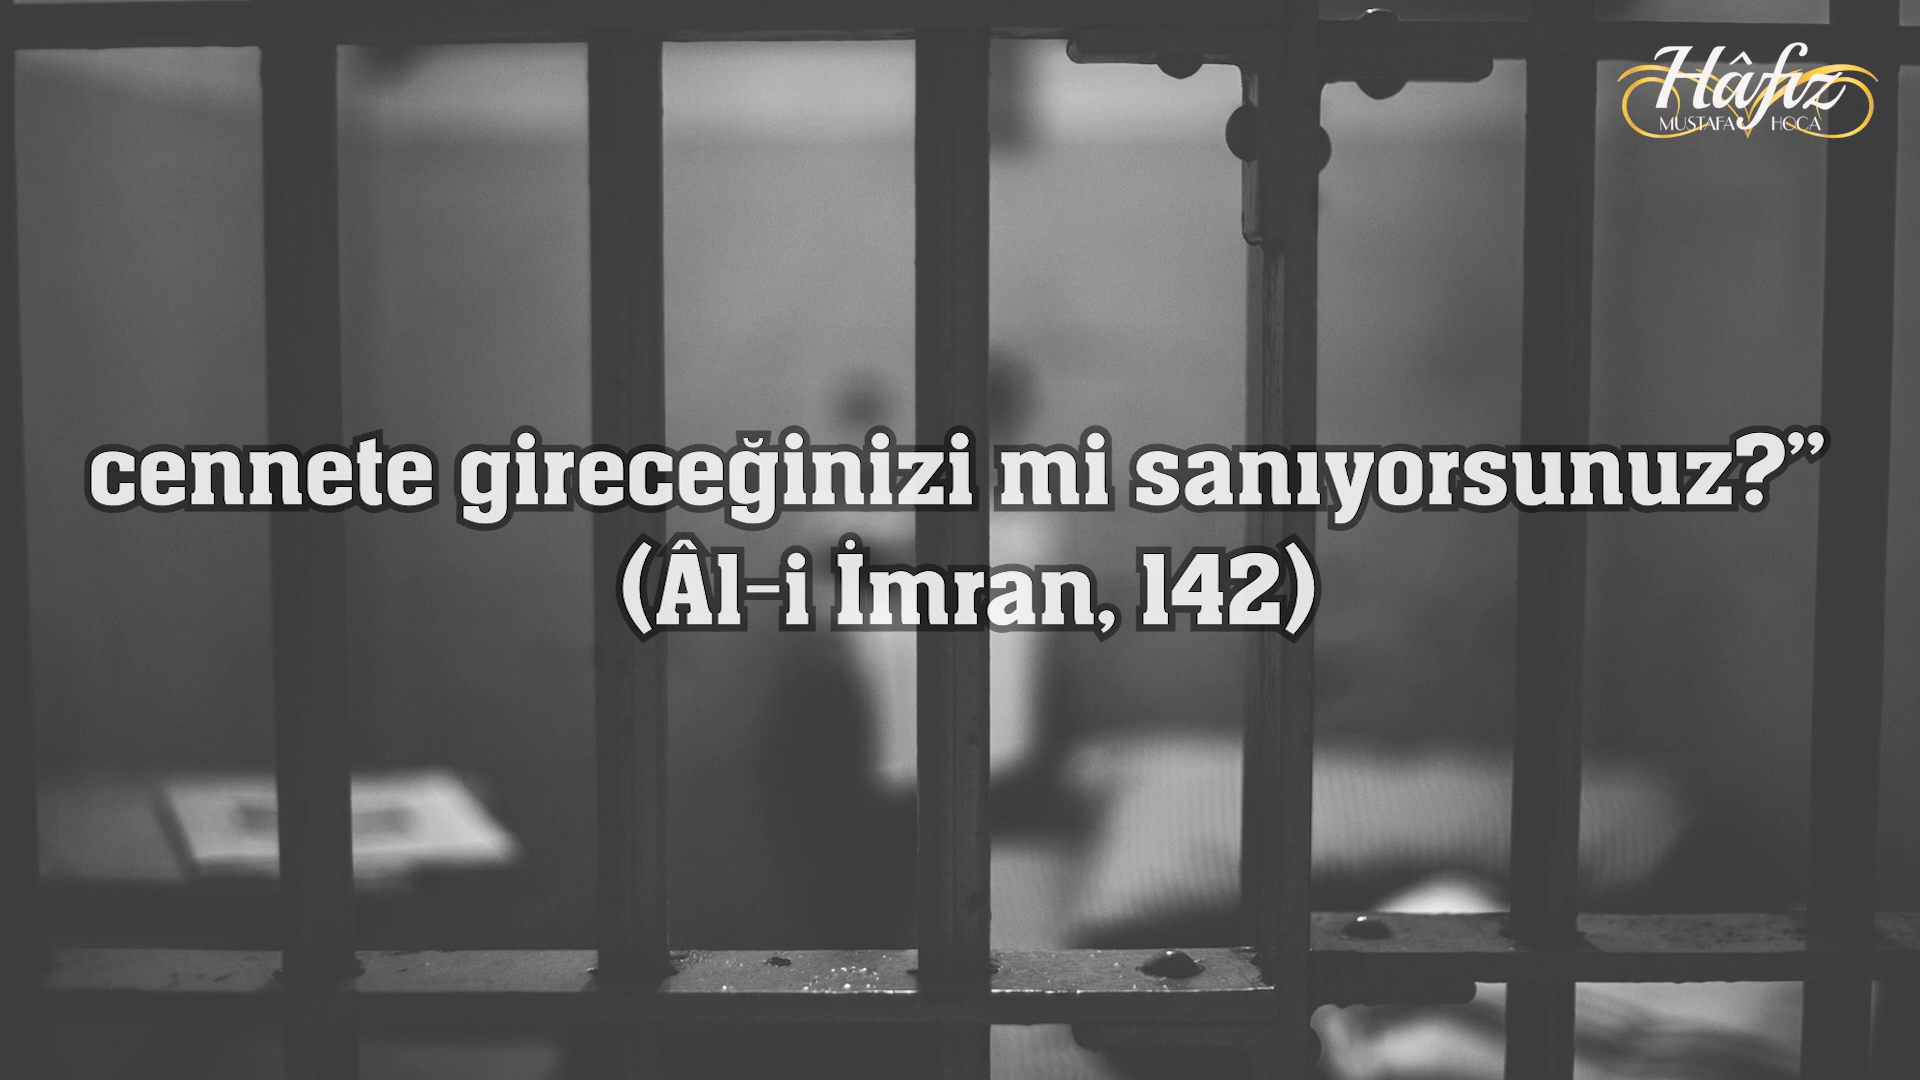 Hâfız
MUSTAFA HOCA
cennete gireceğinizi mi sanıyorsunuz?”
(Âl-i İmran, 142)